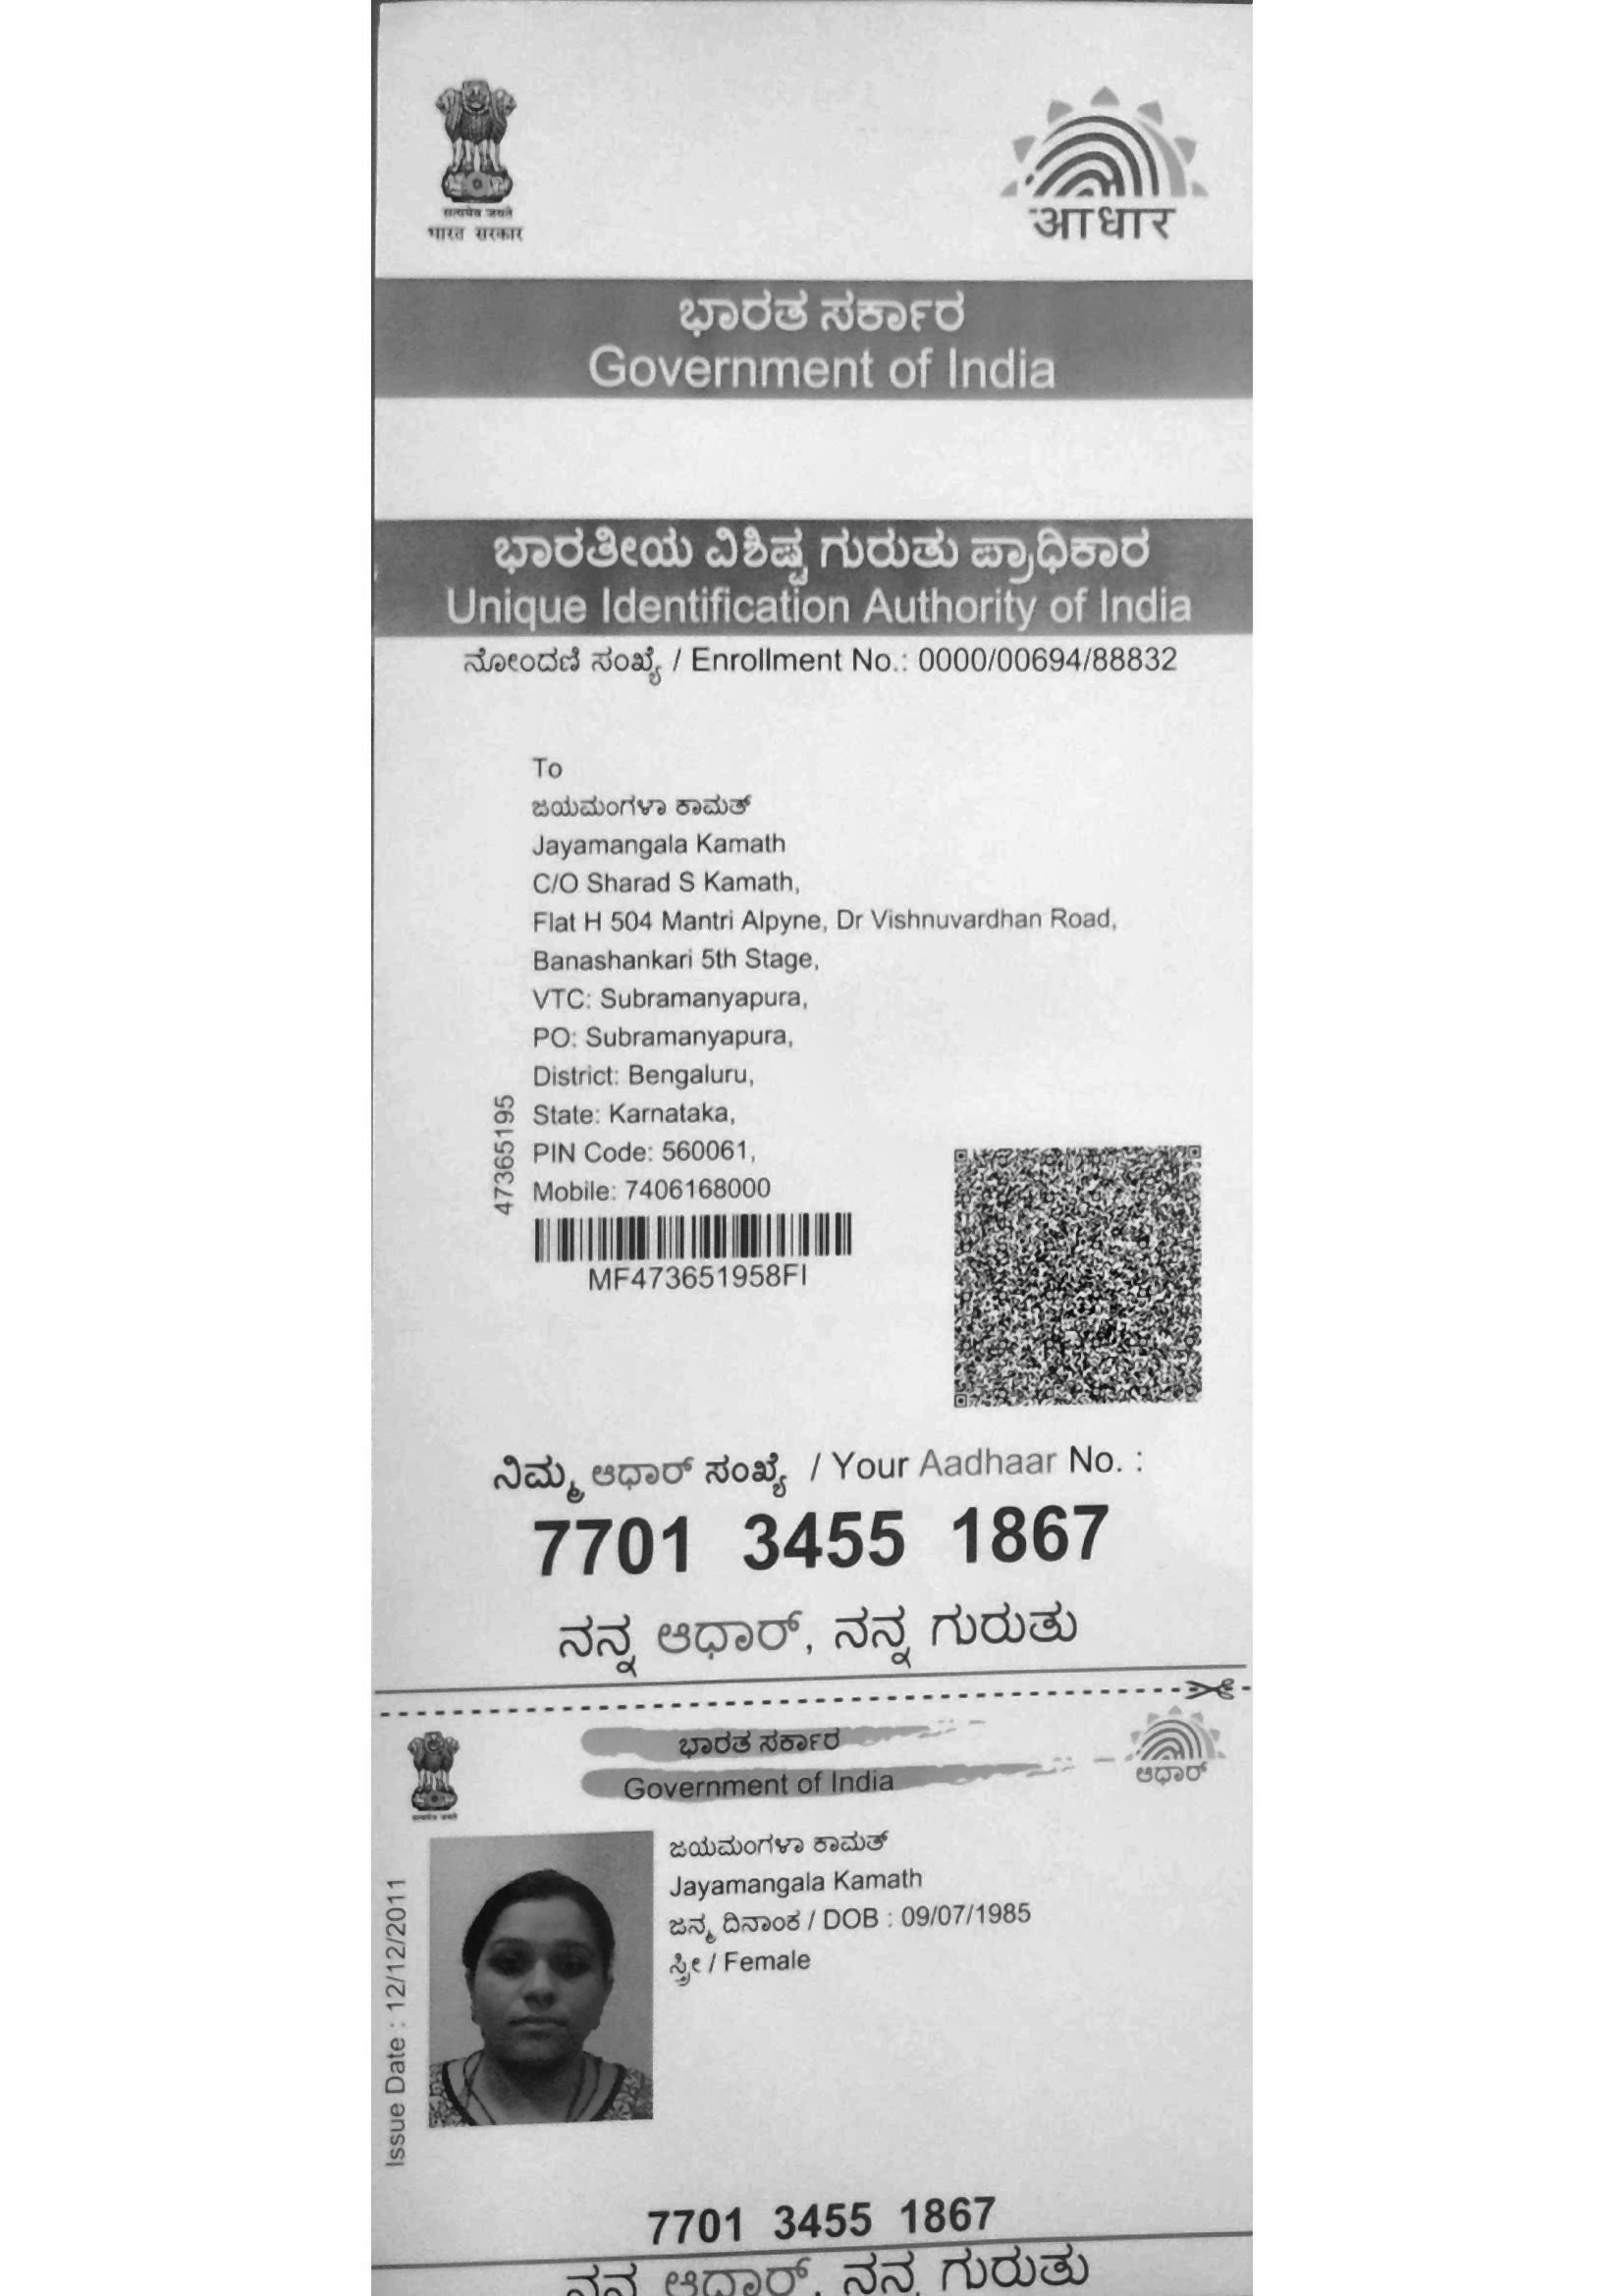 सत्यमेव जयते
भारत सरकार
आधार
ಭಾರತ ಸರ್ಕಾರ
Government of India
ಭಾರತೀಯ ವಿಶಿಷ್ಟ ಗುರುತು ಪ್ರಾಧಿಕಾರ
Unique Identification Authority of India
ನೋಂದಣಿ ಸಂಖ್ಯೆ / Enrollment No.: 0000/00694/88832
To
ಜಯಮಂಗಳಾ ಕಾಮತ್
Jayamangala Kamath
C/O Sharad S Kamath,
Flat H 504 Mantri Alpyne, Dr Vishnuvardhan Road,
Banashankari 5th Stage,
VTC: Subramanyapura,
PO: Subramanyapura,
District: Bengaluru,
State: Karnataka,
PIN Code: 560061,
Mobile: 7406168000
47365195
MF473651958FI
ನಿಮ್ಮ ಆಧಾರ್ ಸಂಖ್ಯೆ / Your Aadhaar No. :
7701 3455 1867
ನನ್ನ ಆಧಾರ್, ನನ್ನ ಗುರುತು
ಭಾರತ ಸರ್ಕಾರ
Government of India
ಆಧಾರ್
सत्यमेव जयते
ಜಯಮಂಗಳಾ ಕಾಮತ್
Jayamangala Kamath
ಜನ್ಮ ದಿನಾಂಕ / DOB : 09/07/1985
ಸ್ತ್ರೀ / Female
Issue Date : 12/12/2011
7701 3455 1867
ನನ್ನ ಆಧಾರ್, ನನ್ನ ಗುರುತು